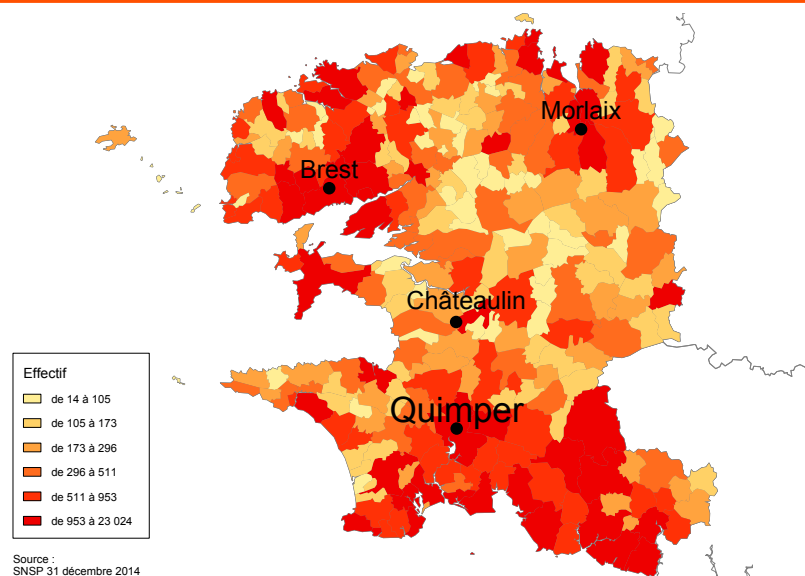 Morlaix
Brest
Châteaulin
Quimper
Effectif
de 14 à 105
de 105 à 173
de 173 à 296
de 296 à 511
de 511 à 953
de 953 à 23 024
Source :
SNSP 31 décembre 2014